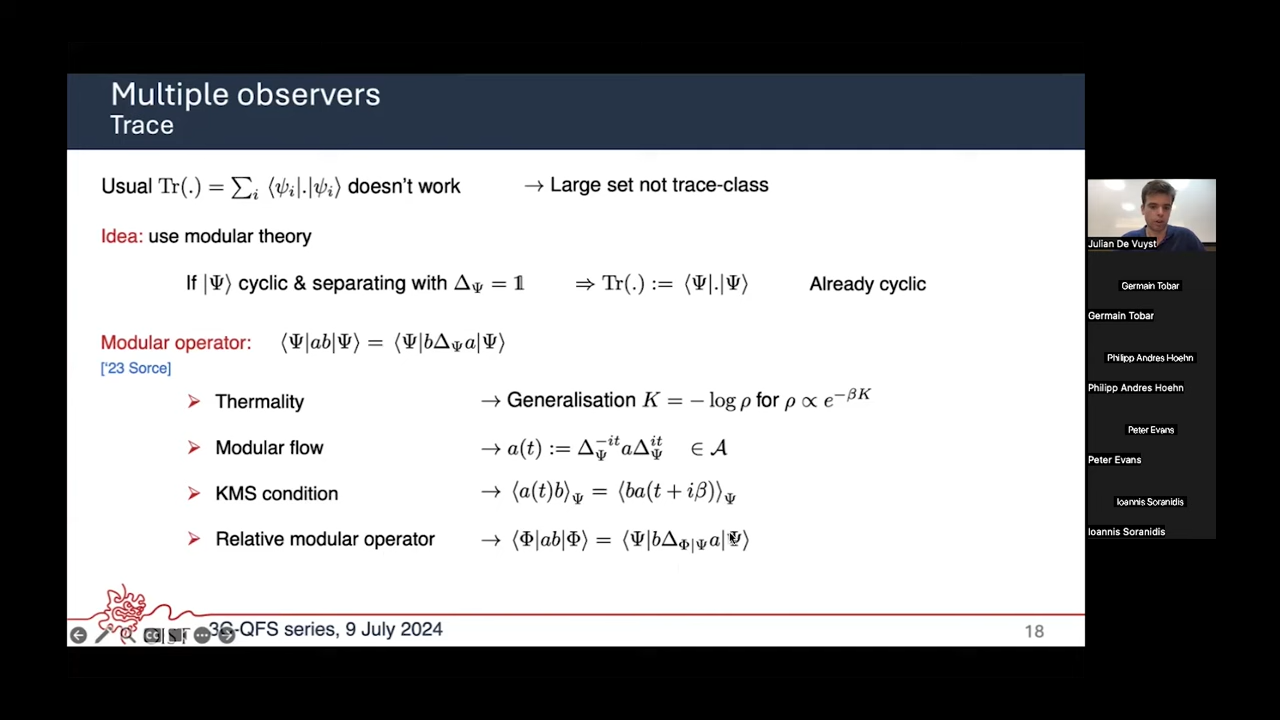 Multiple observers
Trace
Usual Tr(.) = ∑ᵢ ⟨ψᵢ|.|ψᵢ⟩ doesn't work → Large set not trace-class
Idea: use modular theory
If |Ψ⟩ cyclic & separating with Δ_Ψ = 𝟙 ⇒ Tr(.) := ⟨Ψ|.|Ψ⟩ Already cyclic
Modular operator: ⟨Ψ|ab|Ψ⟩ = ⟨Ψ|bΔ_Ψ a|Ψ⟩
['23 Sorce]
➤ Thermality → Generalisation K = − log ρ for ρ ∝ e^{−βK}
➤ Modular flow → a(t) := Δ_Ψ^{−it} a Δ_Ψ^{it} ∈ 𝒜
➤ KMS condition → ⟨a(t)b⟩_Ψ = ⟨ba(t + iβ)⟩_Ψ
➤ Relative modular operator → ⟨Φ|ab|Φ⟩ = ⟨Ψ|bΔ_{Φ|Ψ} a|Ψ⟩
-QFS series, 9 July 2024
18
Julian De Vuyst
Germain Tobar
Germain Tobar
Philipp Andres Hoehn
Philipp Andres Hoehn
Peter Evans
Peter Evans
Ioannis Soranidis
Ioannis Soranidis